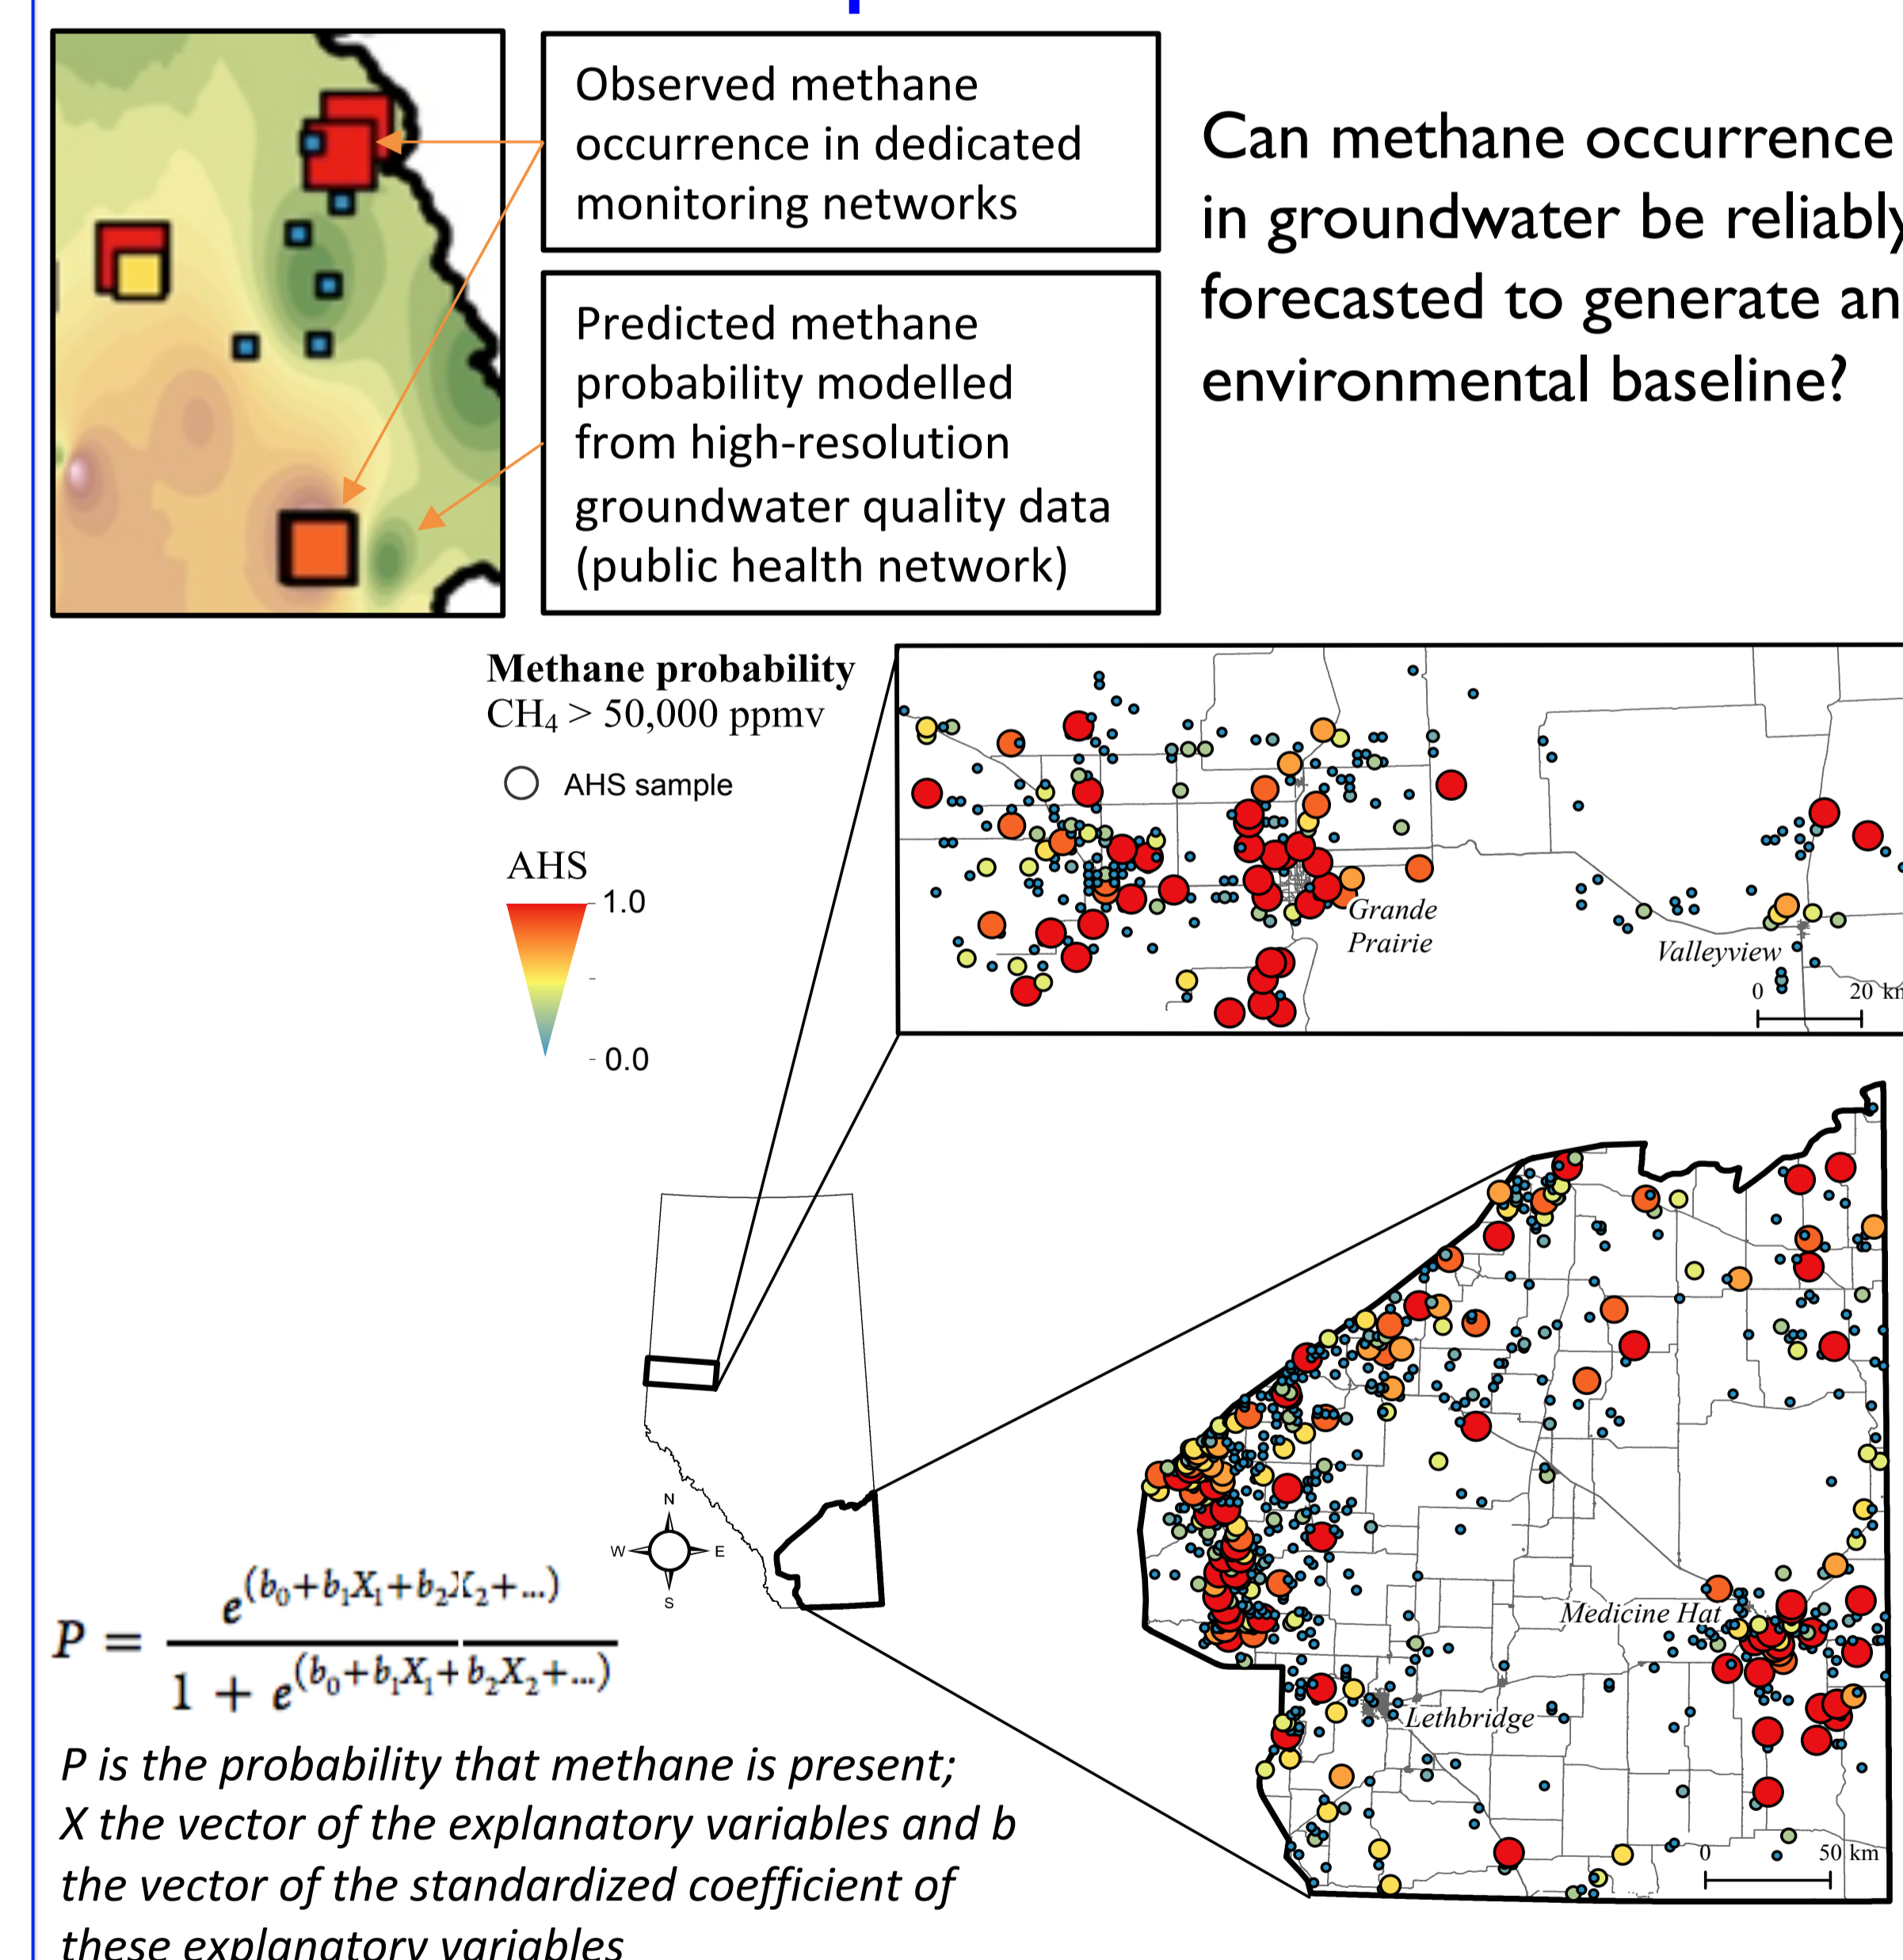 Observed methane
occurrence in dedicated
monitoring networks
Predicted methane
probability modelled
from high-resolution
groundwater quality data
(public health network)
Can methane occurrence
in groundwater be reliably
forecasted to generate an
environmental baseline?
Methane probability
CH₄ > 50,000 ppmv
AHS sample
AHS
1.0
0.0
Grande
Prairie
Valleyview
0 20 km
N
W E
S
Medicine Hat
Lethbridge
0 50 km
P = e^(b₀+b₁X₁+b₂X₂+...) / 1 + e^(b₀+b₁X₁+b₂X₂+...)
P is the probability that methane is present;
X the vector of the explanatory variables and b
the vector of the standardized coefficient of
these explanatory variables